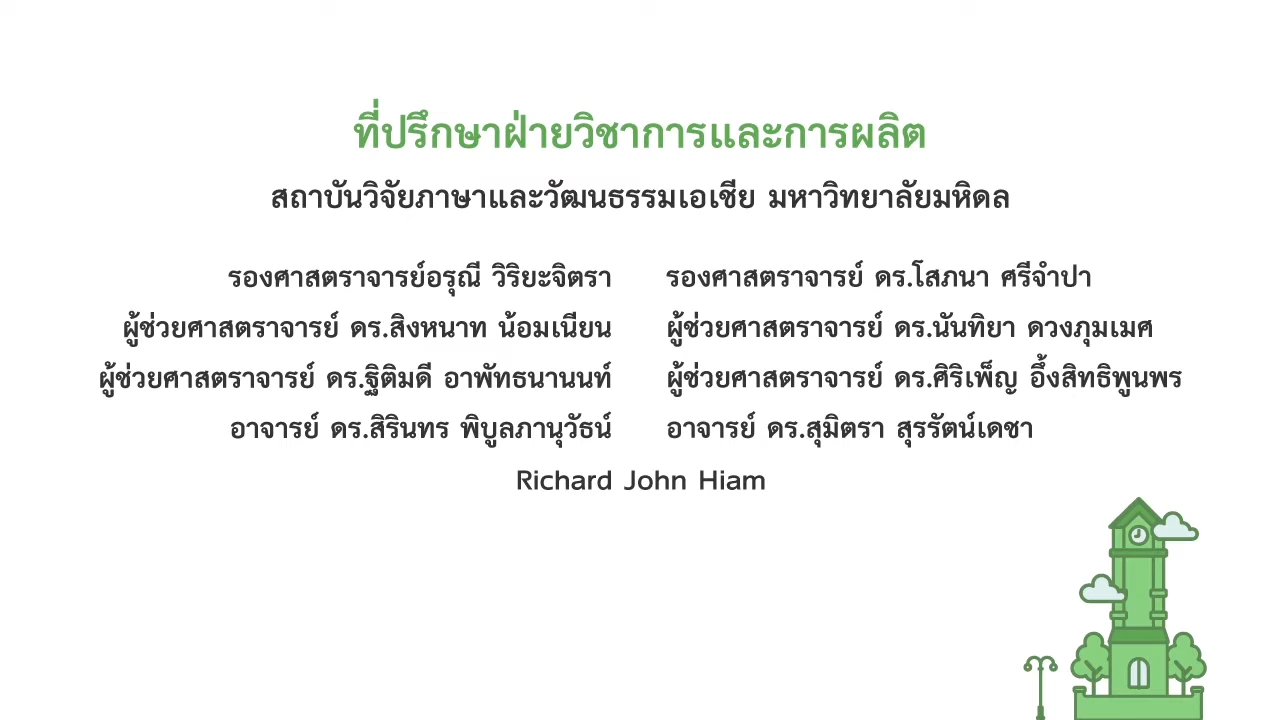 ที่ปรึกษาฝ่ายวิชาการและการผลิต
สถาบันวิจัยภาษาและวัฒนธรรมเอเชีย มหาวิทยาลัยมหิดล
รองศาสตราจารย์อรุณี วิริยะจิตรา รองศาสตราจารย์ ดร.โสภนา ศรีจำปา
ผู้ช่วยศาสตราจารย์ ดร.สิงหนาท น้อมเนียน ผู้ช่วยศาสตราจารย์ ดร.นันทิยา ดวงภุมเมศ
ผู้ช่วยศาสตราจารย์ ดร.ฐิติมดี อาพัทธนานนท์ ผู้ช่วยศาสตราจารย์ ดร.ศิริเพ็ญ อึ้งสิทธิพูนพร
อาจารย์ ดร.สิรินทร พิบูลภานุวัธน์ อาจารย์ ดร.สุมิตรา สุรรัตน์เดชา
Richard John Hiam